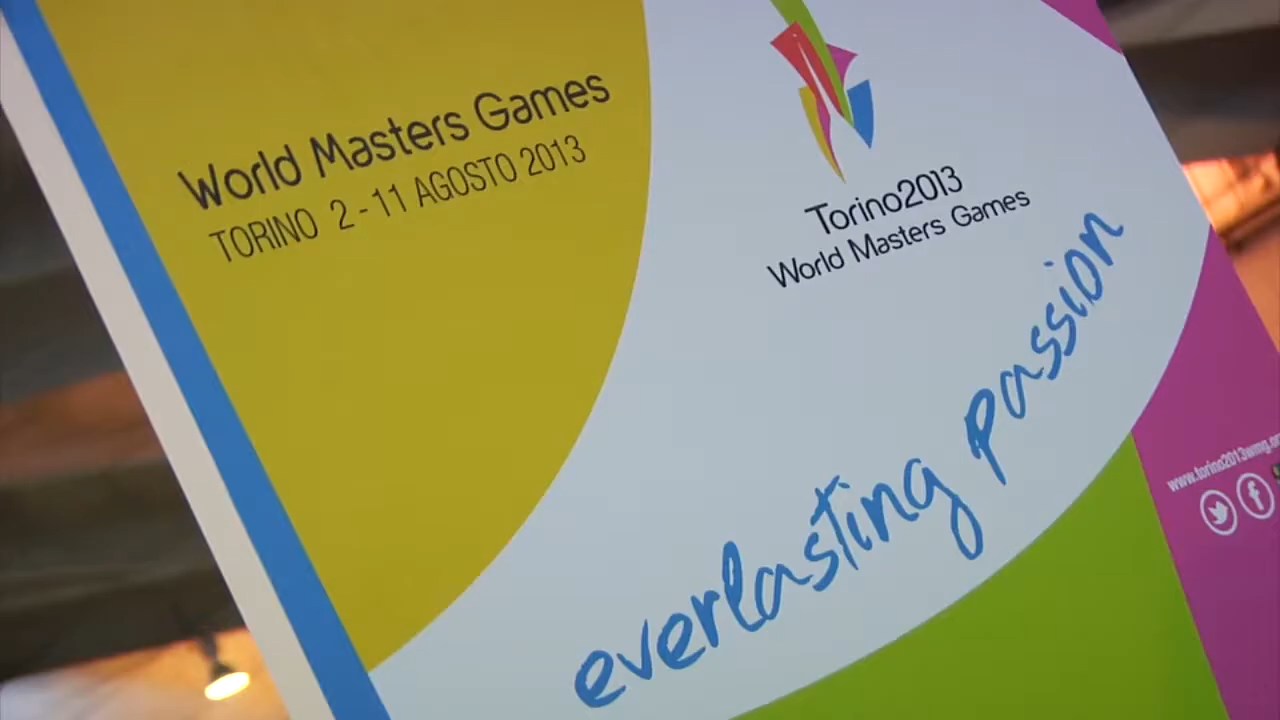 World Masters Games
TORINO 2 - 11 AGOSTO 2013
Torino2013
World Masters Games
everlasting passion